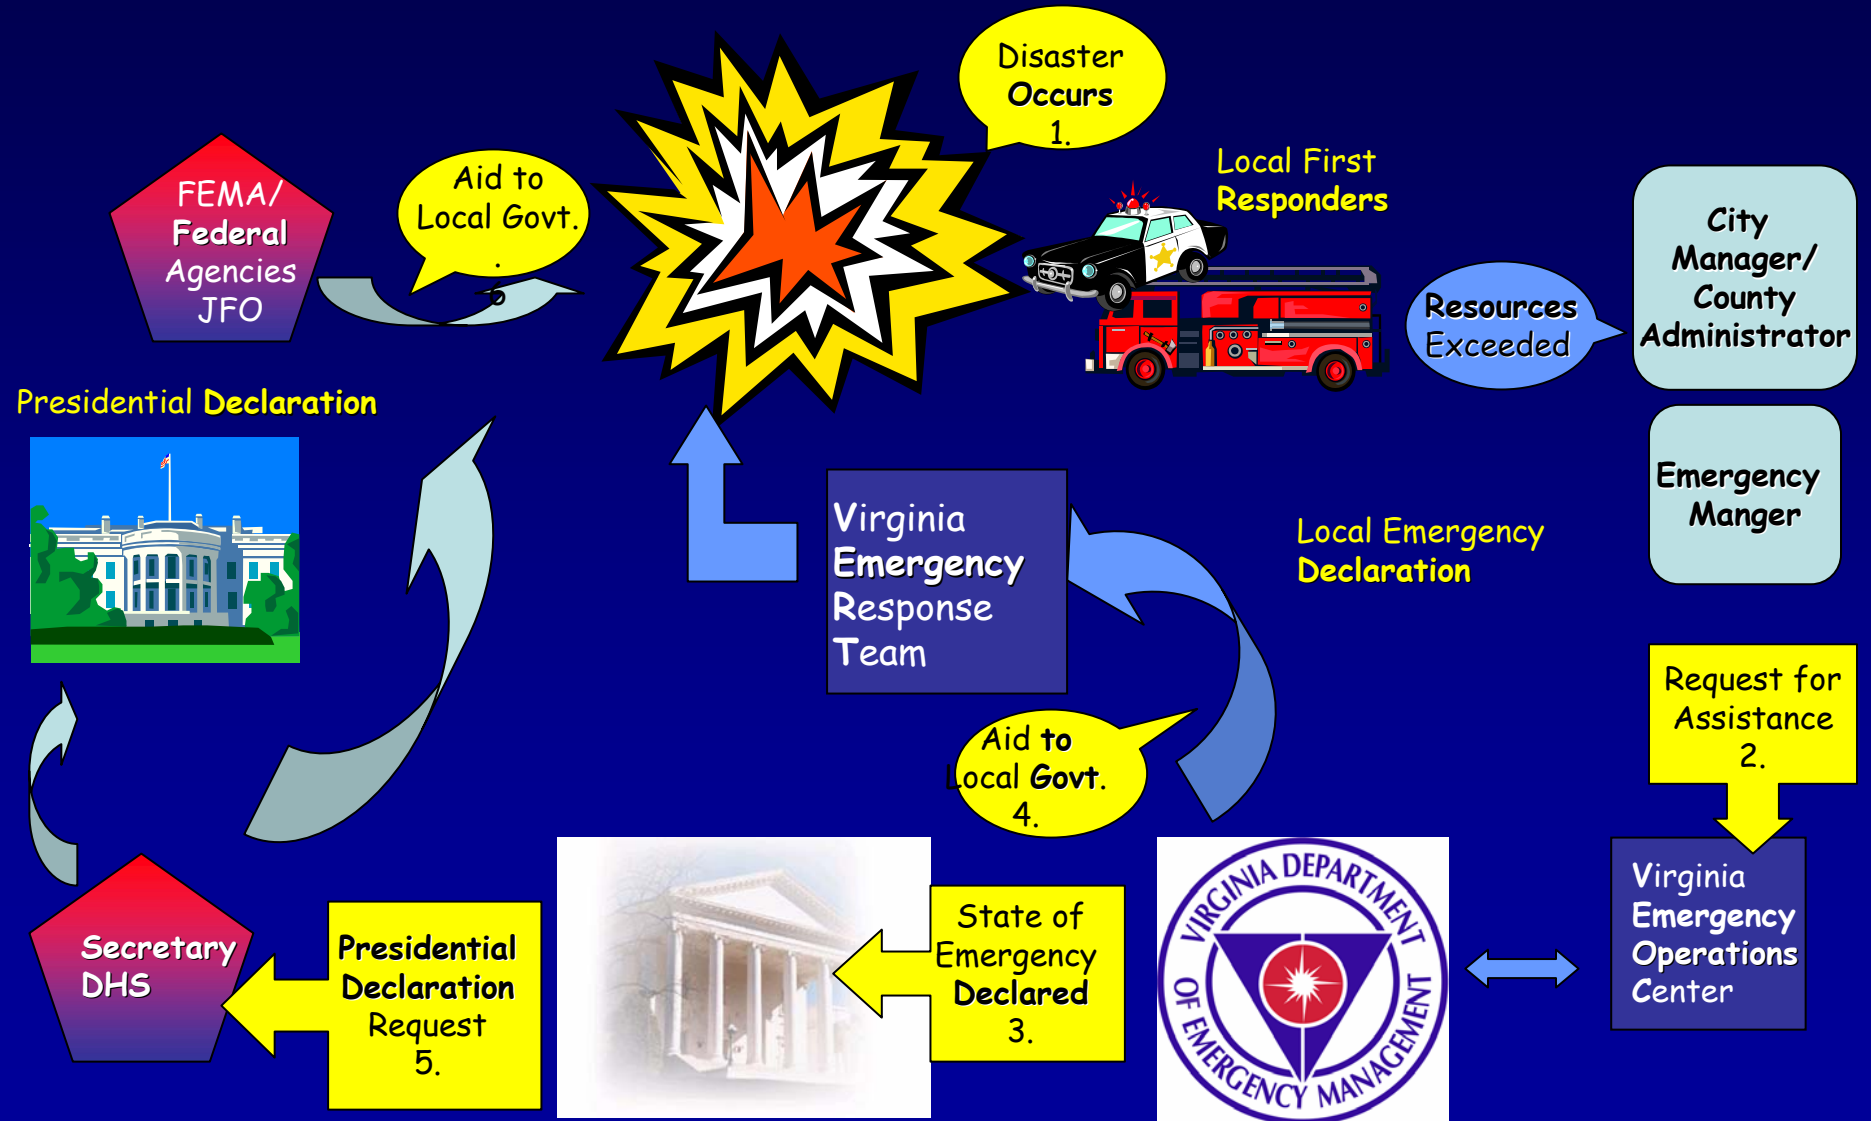 Disaster
Occurs
1.
Local First
Responders
Resources
Exceeded
City
Manager/
County
Administrator
Emergency
Manger
Local Emergency
Declaration
Request for
Assistance
2.
Virginia
Emergency
Operations
Center
VIRGINIA DEPARTMENT
OF EMERGENCY MANAGEMENT
State of
Emergency
Declared
3.
Aid to
Local Govt.
4.
Virginia
Emergency
Response
Team
Presidential
Declaration
Request
5.
Secretary
DHS
Presidential Declaration
FEMA/
Federal
Agencies
JFO
Aid to
Local Govt.
.
6